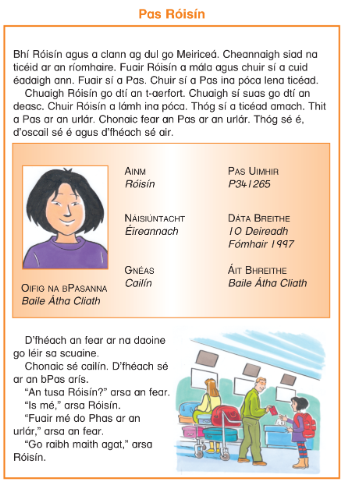 Pas Róisín
Bhí Róisín agus a clann ag dul go Meiriceá. Cheannaigh siad na
ticéid ar an ríomhaire. Fuair Róisín a mála agus chuir sí a cuid
éadaigh ann. Fuair sí a Pas. Chuir sí a Pas ina póca lena ticéad.
Chuaigh Róisín go dtí an t-aerfort. Chuaigh sí suas go dtí an
deasc. Chuir Róisín a lámh ina póca. Thóg sí a ticéad amach. Thit
a Pas ar an urlár. Chonaic fear an Pas ar an urlár. Thóg sé é,
d'oscail sé é agus d'fhéach sé air.
Ainm
Róisín
Pas Uimhir
P341265
Náisiúntacht
Éireannach
Dáta Breithe
10 Deireadh
Fómhair 1997
Gnéas
Cailín
Áit Bhreithe
Baile Átha Cliath
Oifig na bPasanna
Baile Átha Cliath
D'fhéach an fear ar na daoine
go léir sa scuaine.
Chonaic sé cailín. D'fhéach sé
ar an bPas arís.
"An tusa Róisín?" arsa an fear.
"Is mé," arsa Róisín.
"Fuair mé do Phas ar an
urlár," arsa an fear.
"Go raibh maith agat," arsa
Róisín.